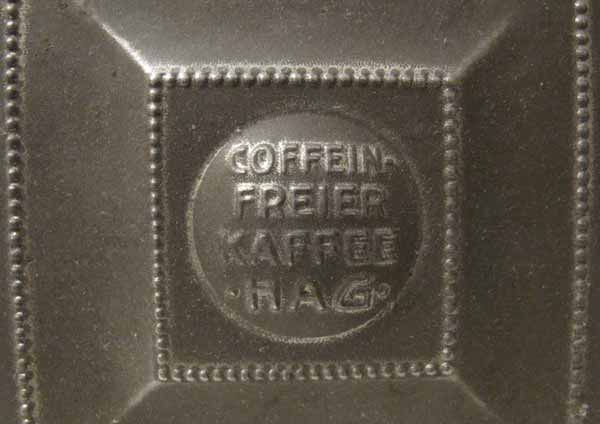 COFFEIN-
FREIER
KAFFEE
·HAG·